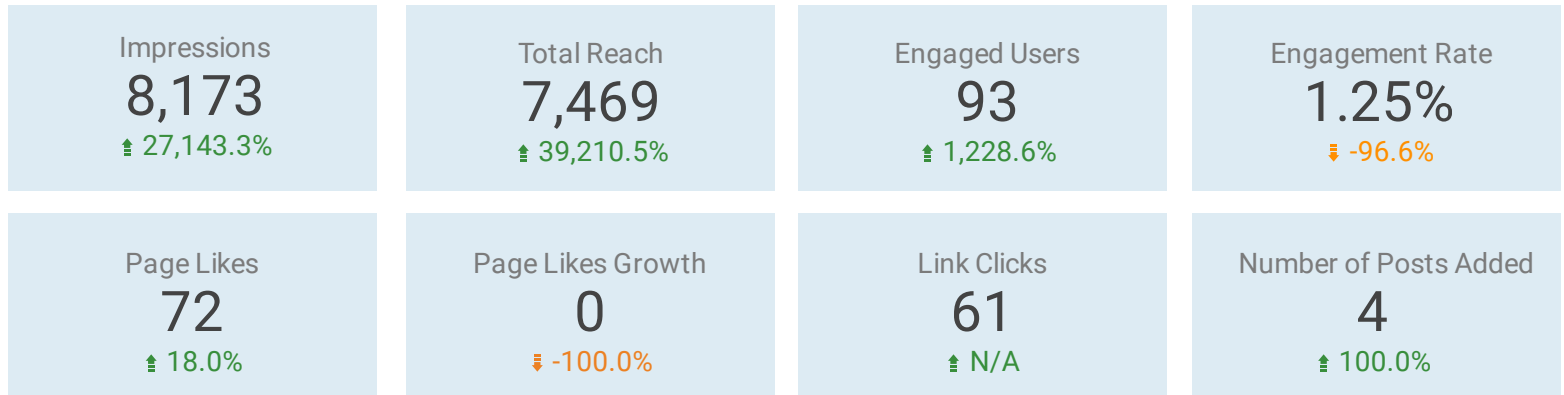 Impressions
8,173
27,143.3%
Total Reach
7,469
39,210.5%
Engaged Users
93
1,228.6%
Engagement Rate
1.25%
-96.6%
Page Likes
72
18.0%
Page Likes Growth
0
-100.0%
Link Clicks
61
N/A
Number of Posts Added
4
100.0%